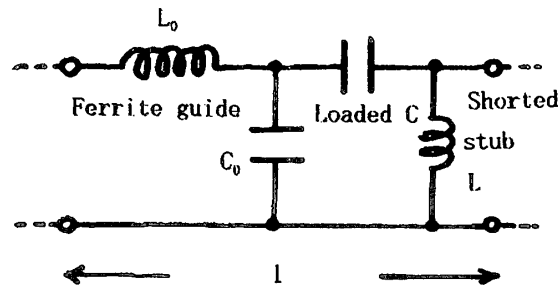 L₀
Ferrite guide
Loaded C
Shorted
stub
L
C₀
l